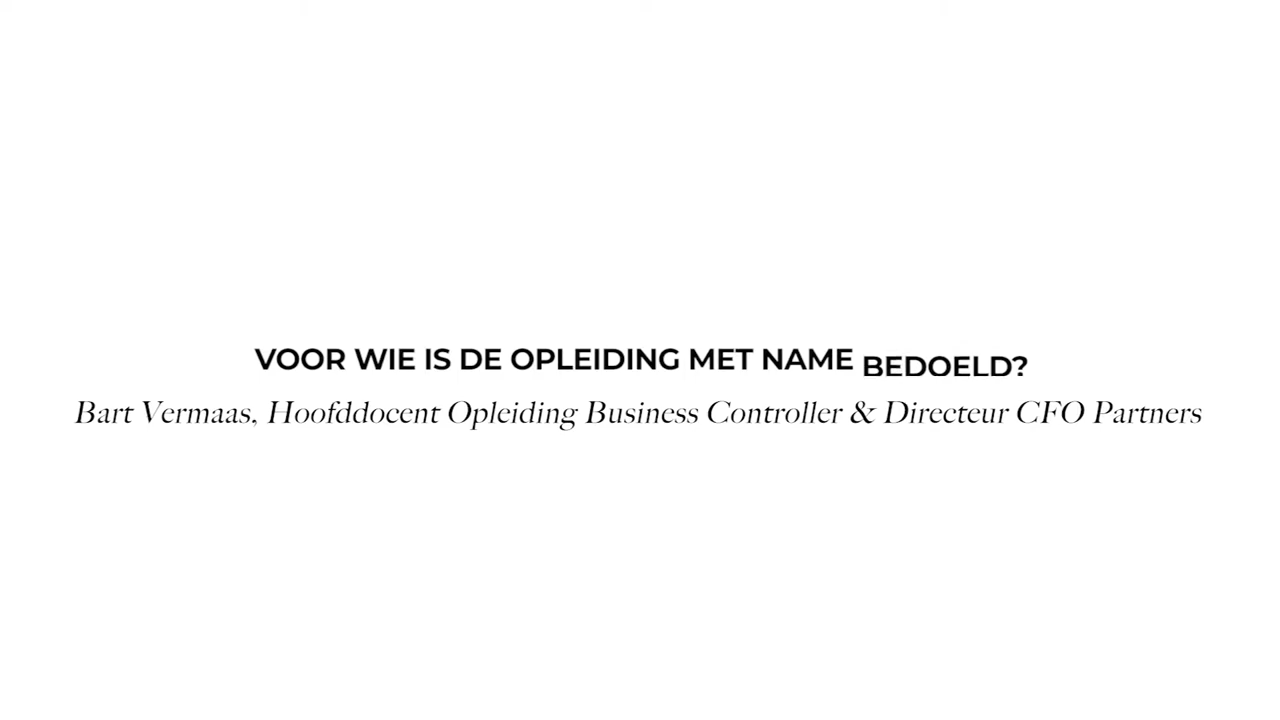 VOOR WIE IS DE OPLEIDING MET NAME BEDOELD?
Bart Vermaas, Hoofddocent Opleiding Business Controller & Directeur CFO Partners